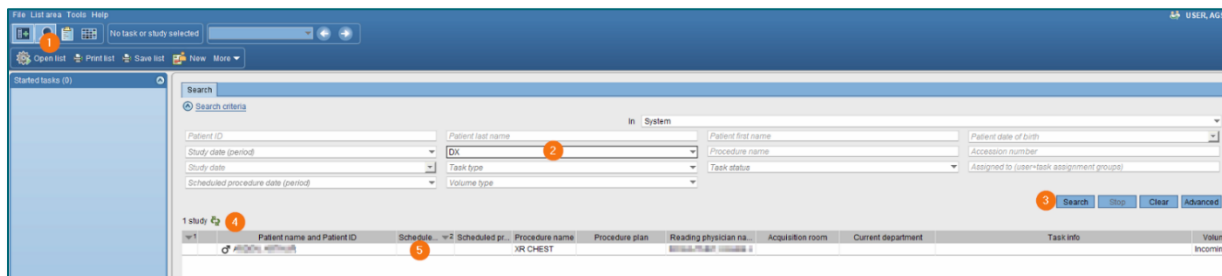 File List area Tools Help
USER, AG
No task or study selected
1
Open list Print list Save list New More
Started tasks (0)
Search
Search criteria
In System
Patient ID Patient last name Patient first name Patient date of birth
Study date (period) DX 2 Procedure name Accession number
Study date Task type Task status Assigned to (user+task assignment groups)
Scheduled procedure date (period) Volume type
3 Search Stop Clear Advanced
1 study 4
1 Patient name and Patient ID Schedule... 2 Scheduled pr... Procedure name Procedure plan Reading physician na... Acquisition room Current department Task info Volun
5 XR CHEST Incomin